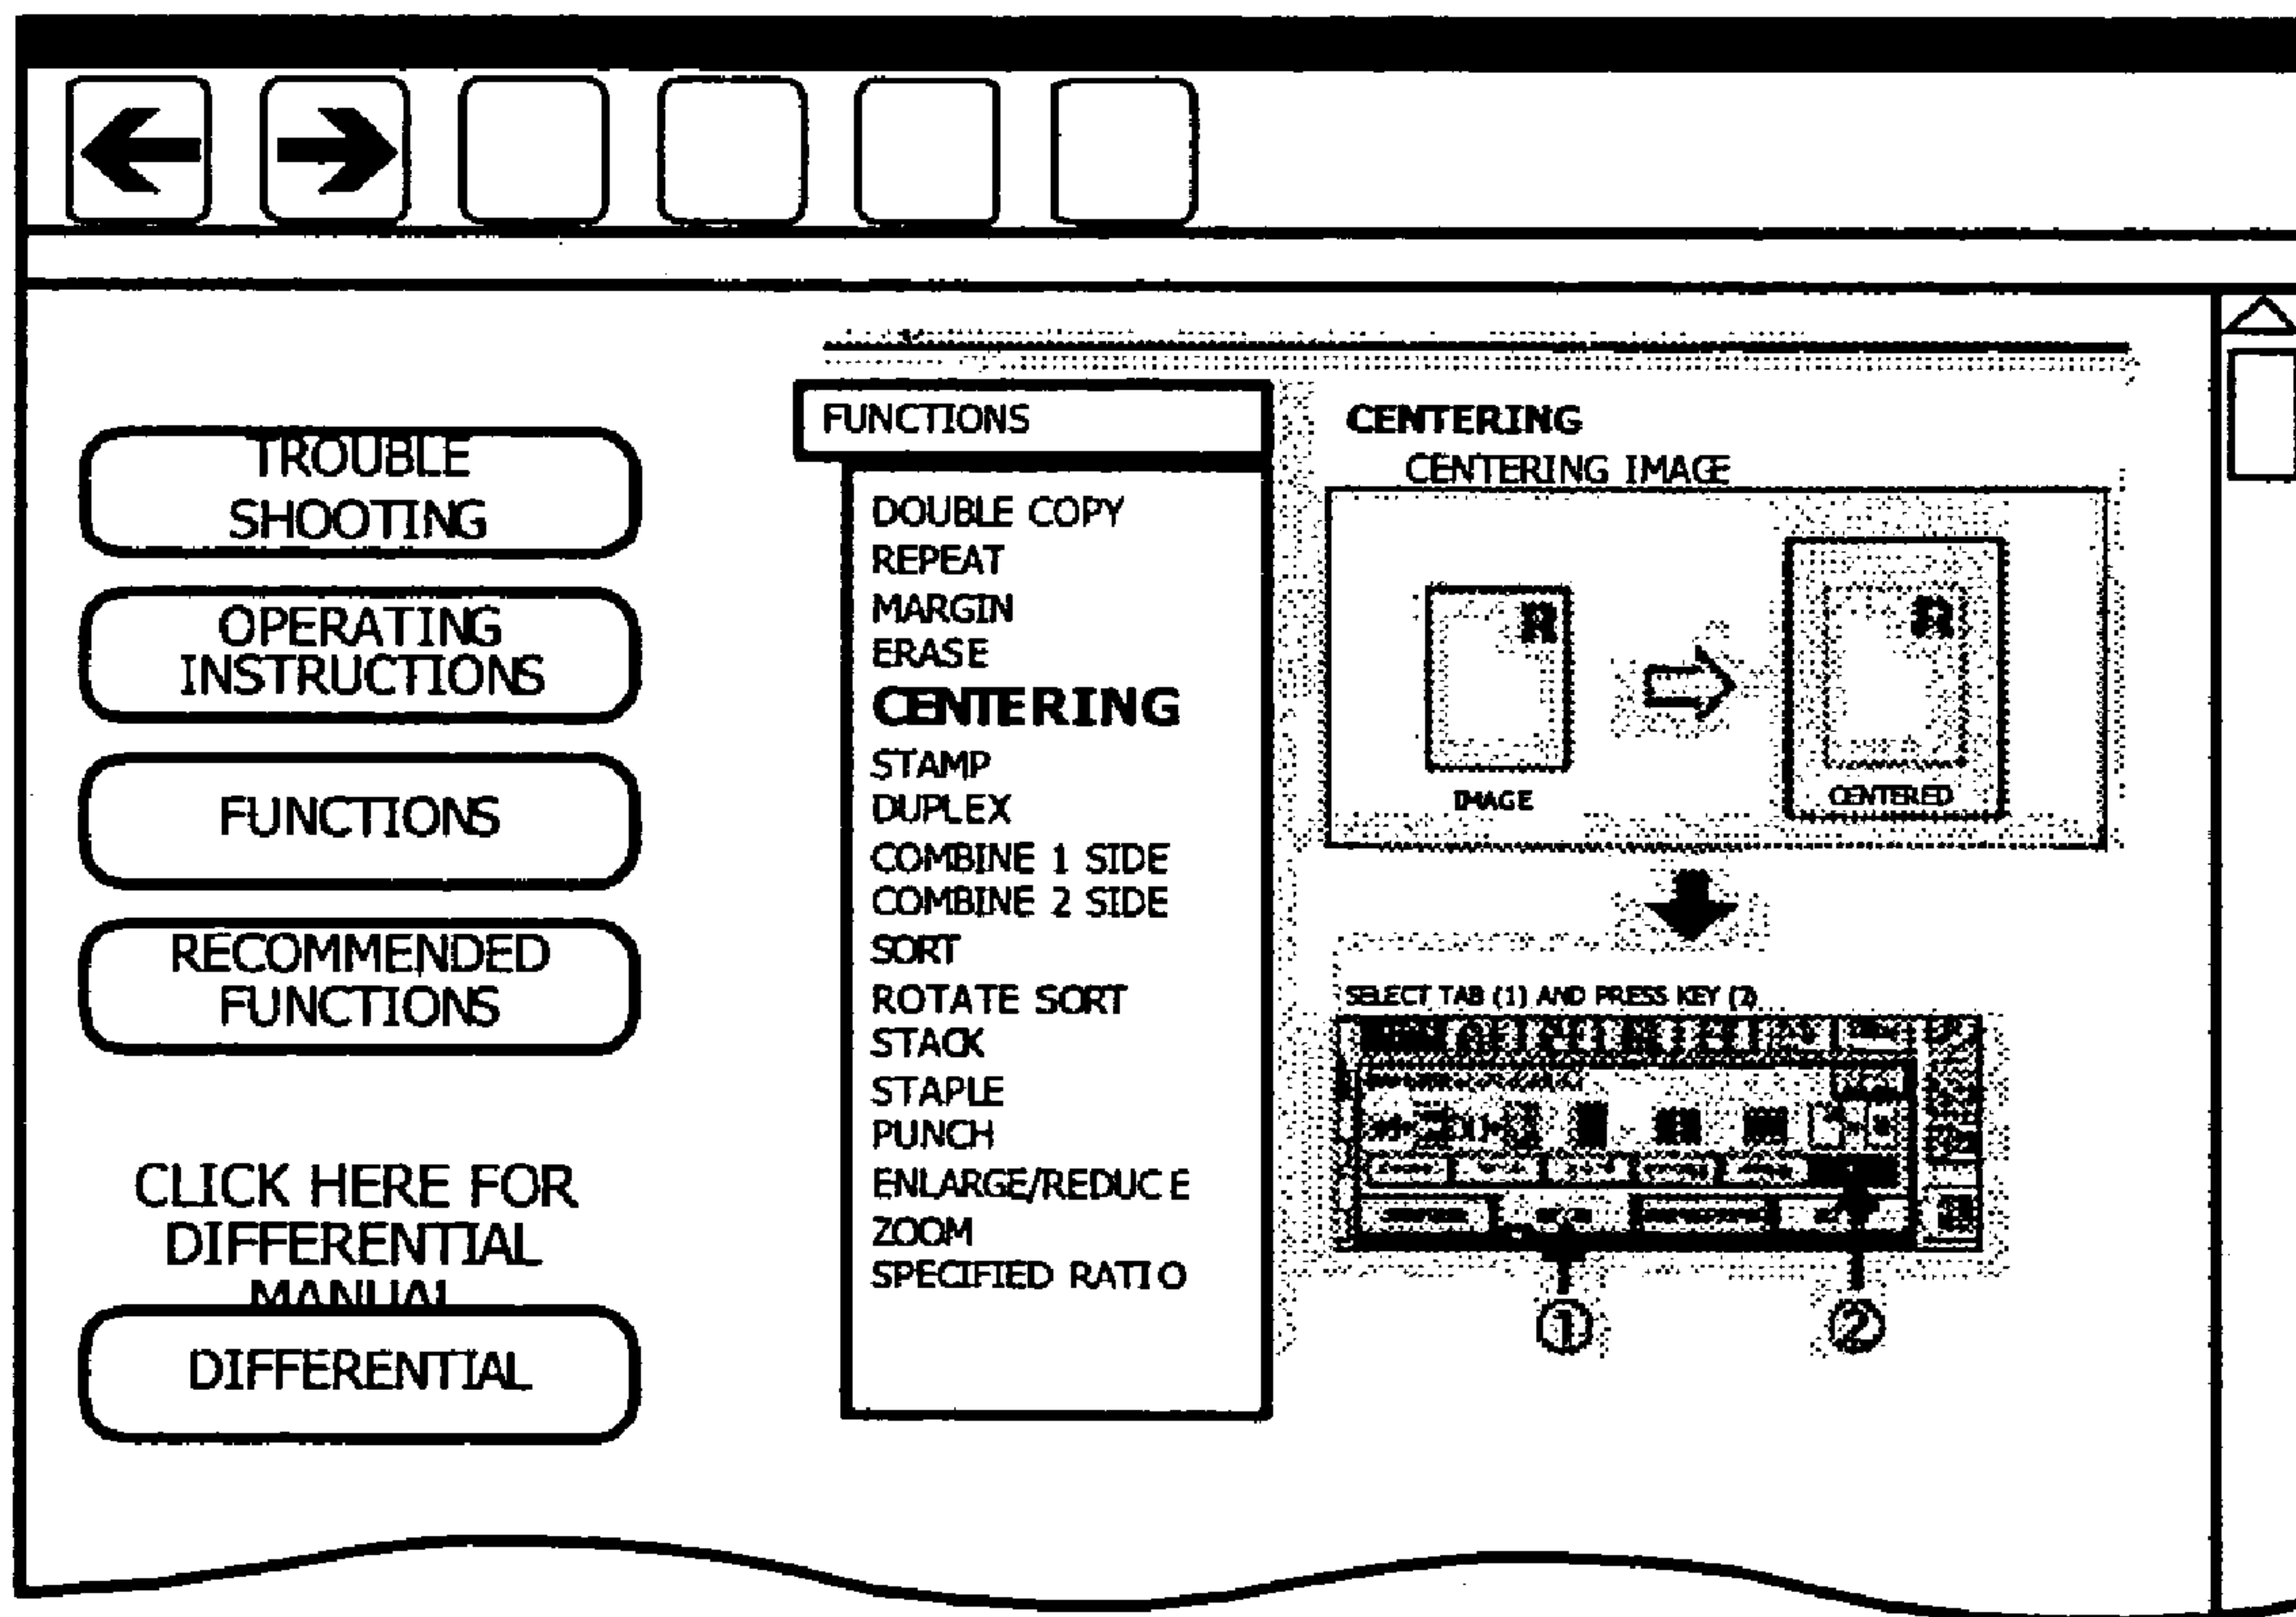 TROUBLE
SHOOTING
OPERATING
INSTRUCTIONS
FUNCTIONS
RECOMMENDED
FUNCTIONS
CLICK HERE FOR
DIFFERENTIAL
MANUAL
DIFFERENTIAL
FUNCTIONS
DOUBLE COPY
REPEAT
MARGIN
ERASE
CENTERING
STAMP
DUPLEX
COMBINE 1 SIDE
COMBINE 2 SIDE
SORT
ROTATE SORT
STACK
STAPLE
PUNCH
ENLARGE/REDUCE
ZOOM
SPECIFIED RATIO
CENTERING
CENTERING IMAGE
R
R
IMAGE
CENTERED
SELECT TAB (1) AND PRESS KEY (2)
①
②